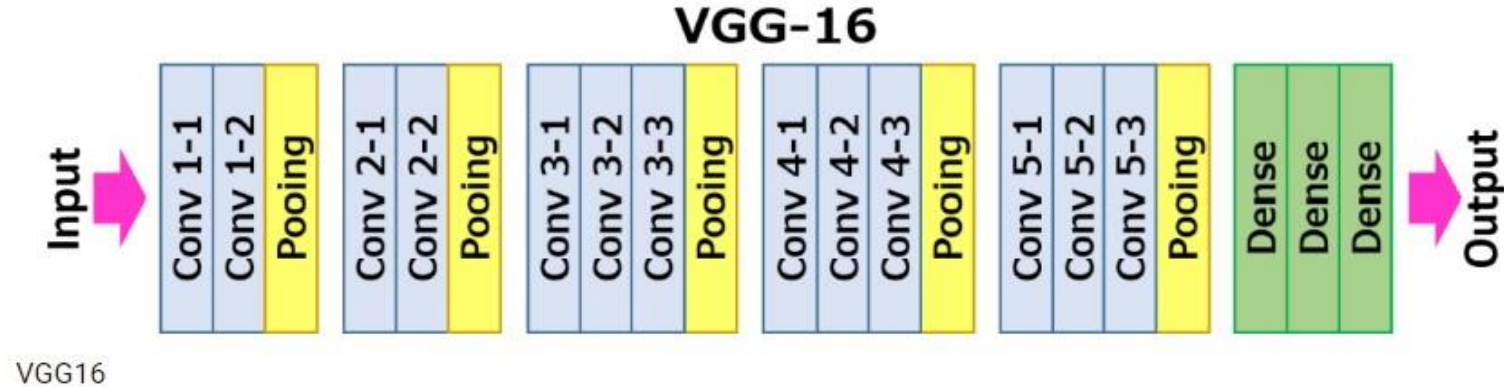 VGG-16
Input
Conv 1-1
Conv 1-2
Pooing
Conv 2-1
Conv 2-2
Pooing
Conv 3-1
Conv 3-2
Conv 3-3
Pooing
Conv 4-1
Conv 4-2
Conv 4-3
Pooing
Conv 5-1
Conv 5-2
Conv 5-3
Pooing
Dense
Dense
Dense
Output
VGG16